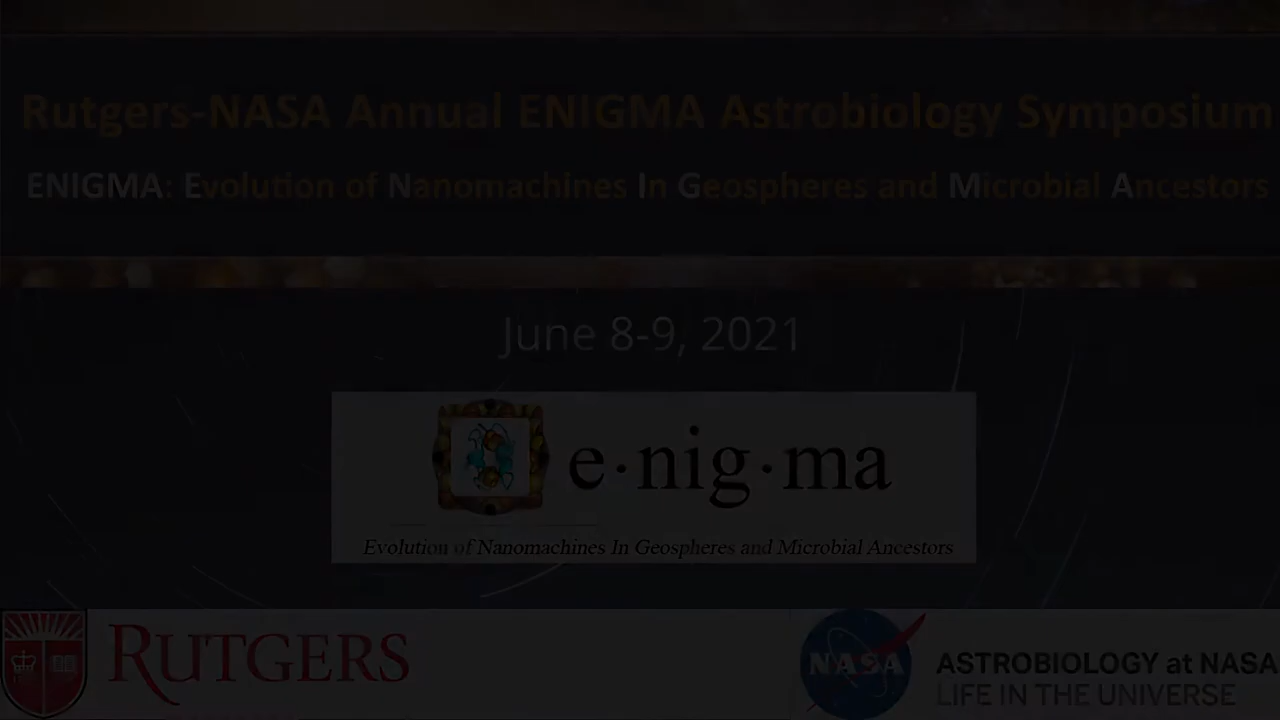 Rutgers-NASA Annual ENIGMA Astrobiology Symposium
ENIGMA: Evolution of Nanomachines In Geospheres and Microbial Ancestors
June 8-9, 2021
e·nig·ma
Evolution of Nanomachines In Geospheres and Microbial Ancestors
RUTGERS
NASA
ASTROBIOLOGY at NASA
LIFE IN THE UNIVERSE